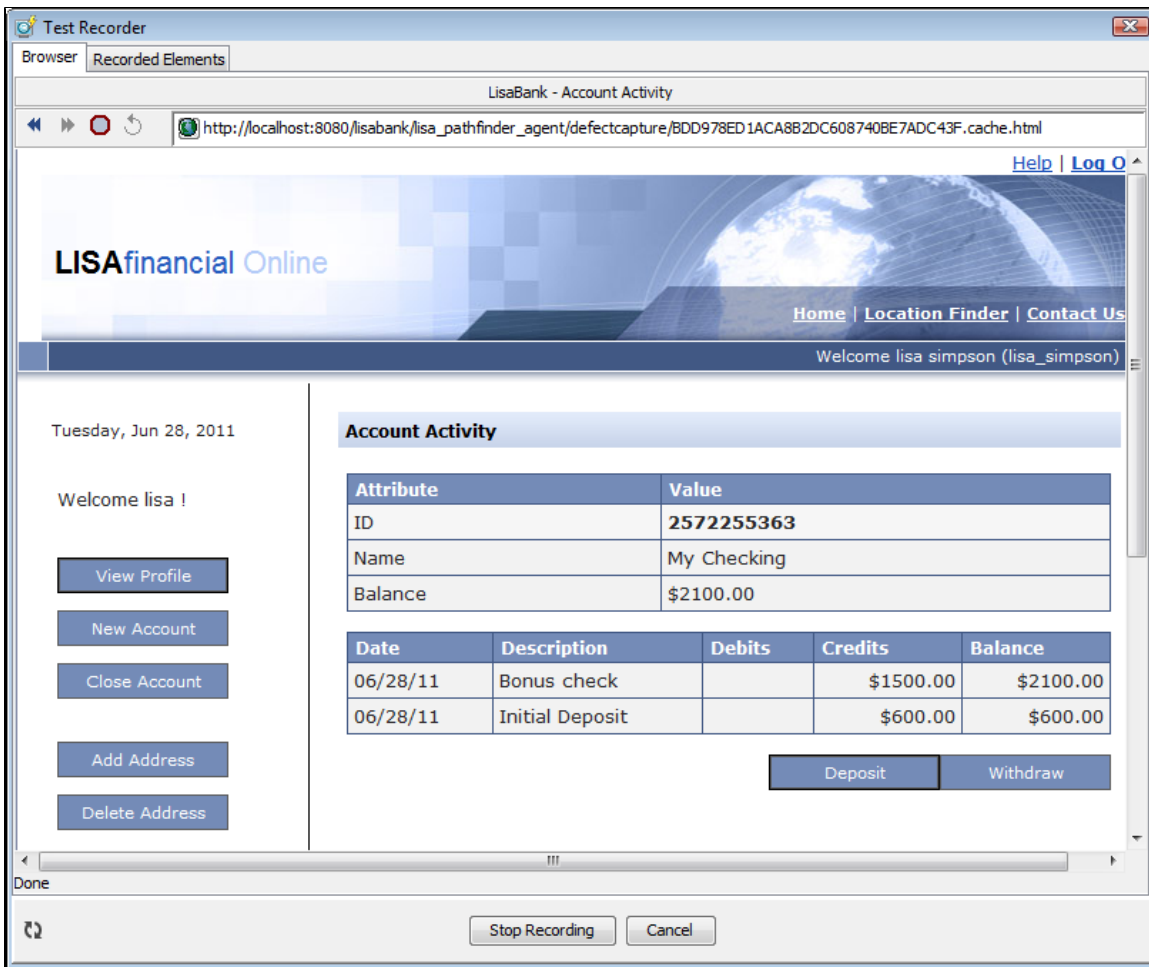 Test Recorder
Browser Recorded Elements
LisaBank - Account Activity
http://localhost:8080/lisabank/lisa_pathfinder_agent/defectcapture/BDD978ED1ACA8B2DC608740BE7ADC43F.cache.html
Help | Log O
LISAfinancial Online
Home | Location Finder | Contact Us
Welcome lisa simpson (lisa_simpson)
Tuesday, Jun 28, 2011
Welcome lisa !
View Profile
New Account
Close Account
Add Address
Delete Address
Account Activity
Attribute Value
ID 2572255363
Name My Checking
Balance $2100.00
Date Description Debits Credits Balance
06/28/11 Bonus check $1500.00 $2100.00
06/28/11 Initial Deposit $600.00 $600.00
Deposit Withdraw
Done
Stop Recording Cancel